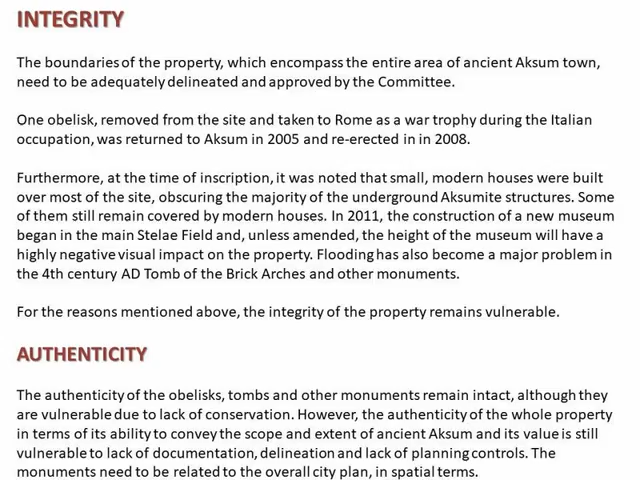 INTEGRITY
The boundaries of the property, which encompass the entire area of ancient Aksum town,
need to be adequately delineated and approved by the Committee.
One obelisk, removed from the site and taken to Rome as a war trophy during the Italian
occupation, was returned to Aksum in 2005 and re-erected in in 2008.
Furthermore, at the time of inscription, it was noted that small, modern houses were built
over most of the site, obscuring the majority of the underground Aksumite structures. Some
of them still remain covered by modern houses. In 2011, the construction of a new museum
began in the main Stelae Field and, unless amended, the height of the museum will have a
highly negative visual impact on the property. Flooding has also become a major problem in
the 4th century AD Tomb of the Brick Arches and other monuments.
For the reasons mentioned above, the integrity of the property remains vulnerable.
AUTHENTICITY
The authenticity of the obelisks, tombs and other monuments remain intact, although they
are vulnerable due to lack of conservation. However, the authenticity of the whole property
in terms of its ability to convey the scope and extent of ancient Aksum and its value is still
vulnerable to lack of documentation, delineation and lack of planning controls. The
monuments need to be related to the overall city plan, in spatial terms.